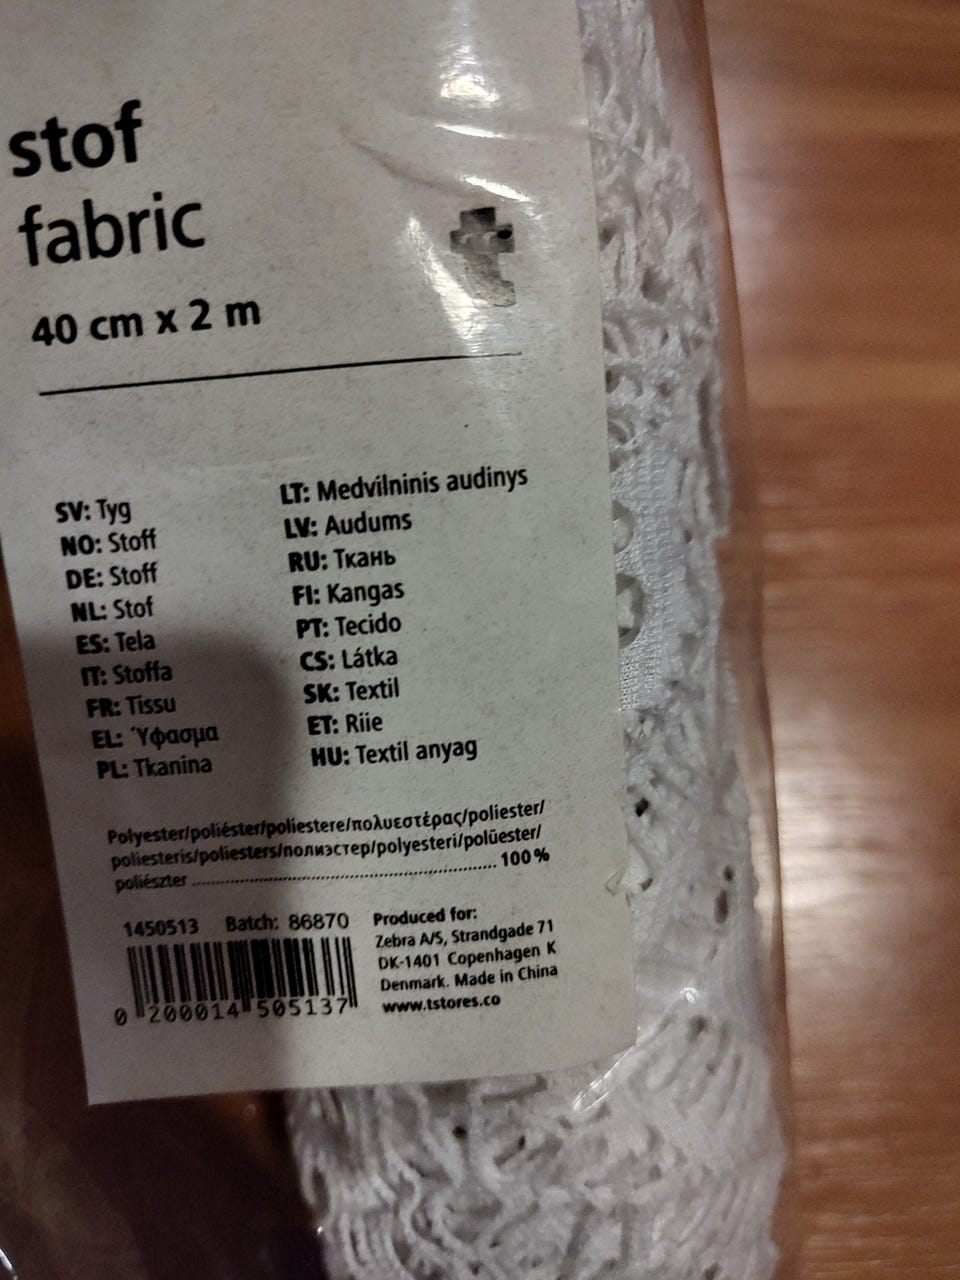 stof
fabric
40 cm x 2 m
SV: Tyg
NO: Stoff
DE: Stoff
NL: Stof
ES: Tela
IT: Stoffa
FR: Tissu
EL: Ύφασμα
PL: Tkanina
LT: Medvilninis audinys
LV: Audums
RU: Ткань
FI: Kangas
PT: Tecido
CS: Látka
SK: Textil
ET: Riie
HU: Textil anyag
Polyester/poliéster/poliestere/πολυεστέρας/poliester/
poliesteris/poliesters/полиэстер/polyesteri/polüester/
poliészter ........................................................ 100 %
1450513 Batch: 86870
0 200014 505137
Produced for:
Zebra A/S, Strandgade 71
DK-1401 Copenhagen K
Denmark. Made in China
www.tstores.co